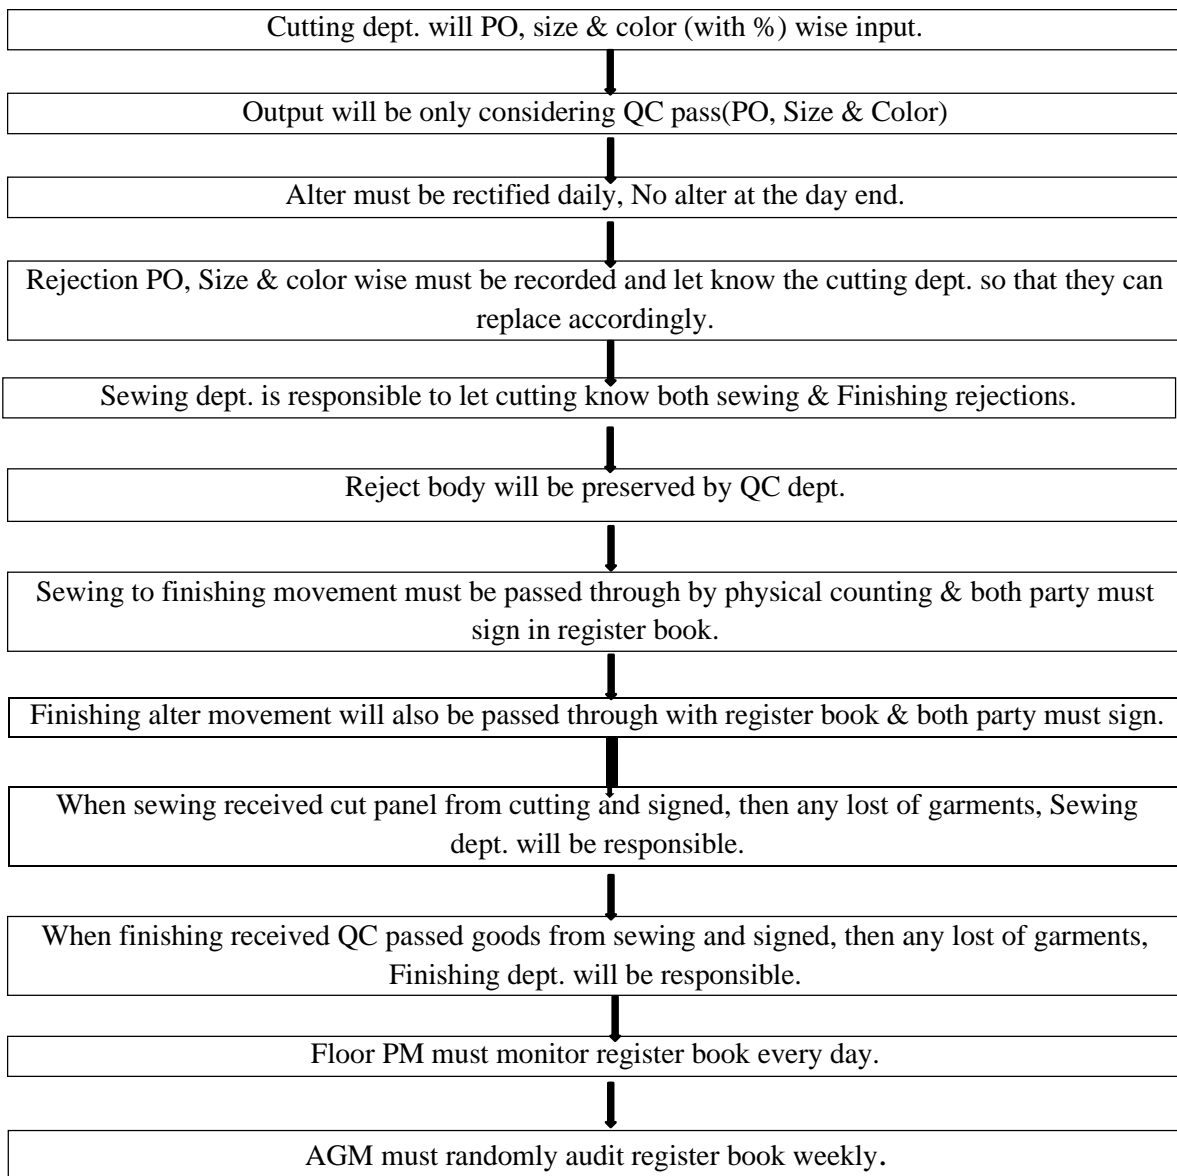 Cutting dept. will PO, size & color (with %) wise input.
Output will be only considering QC pass(PO, Size & Color)
Alter must be rectified daily, No alter at the day end.
Rejection PO, Size & color wise must be recorded and let know the cutting dept. so that they can
replace accordingly.
Sewing dept. is responsible to let cutting know both sewing & Finishing rejections.
Reject body will be preserved by QC dept.
Sewing to finishing movement must be passed through by physical counting & both party must
sign in register book.
Finishing alter movement will also be passed through with register book & both party must sign.
When sewing received cut panel from cutting and signed, then any lost of garments, Sewing
dept. will be responsible.
When finishing received QC passed goods from sewing and signed, then any lost of garments,
Finishing dept. will be responsible.
Floor PM must monitor register book every day.
AGM must randomly audit register book weekly.